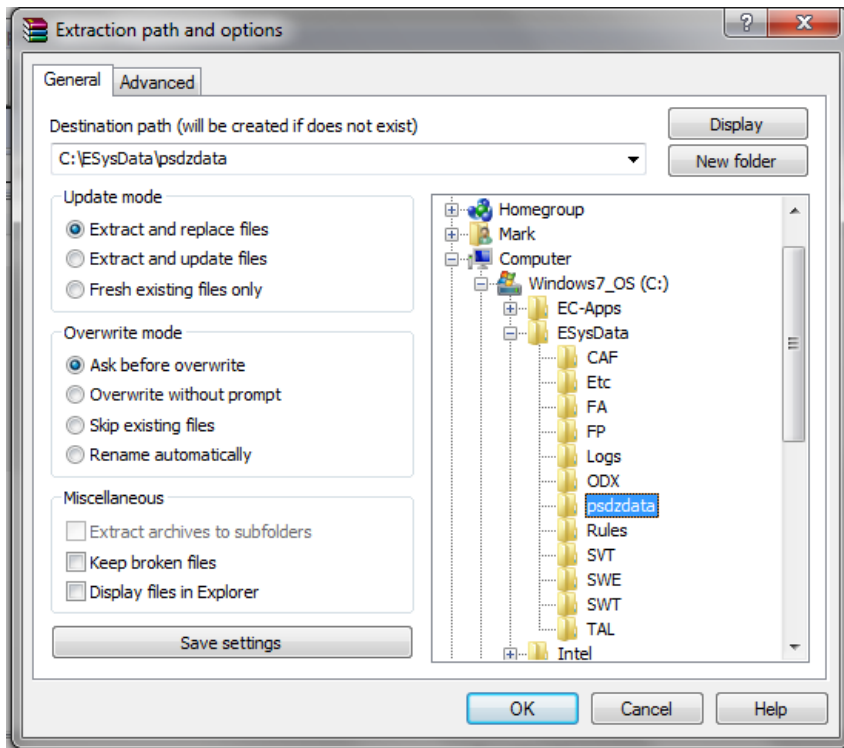 Extraction path and options
General
Advanced
Destination path (will be created if does not exist)
Display
C:\ESysData\psdzdata
New folder
Update mode
Extract and replace files
Extract and update files
Fresh existing files only
Overwrite mode
Ask before overwrite
Overwrite without prompt
Skip existing files
Rename automatically
Miscellaneous
Extract archives to subfolders
Keep broken files
Display files in Explorer
Save settings
Homegroup
Mark
Computer
Windows7_OS (C:)
EC-Apps
ESysData
CAF
Etc
FA
FP
Logs
ODX
psdzdata
Rules
SVT
SWE
SWT
TAL
Intel
OK
Cancel
Help